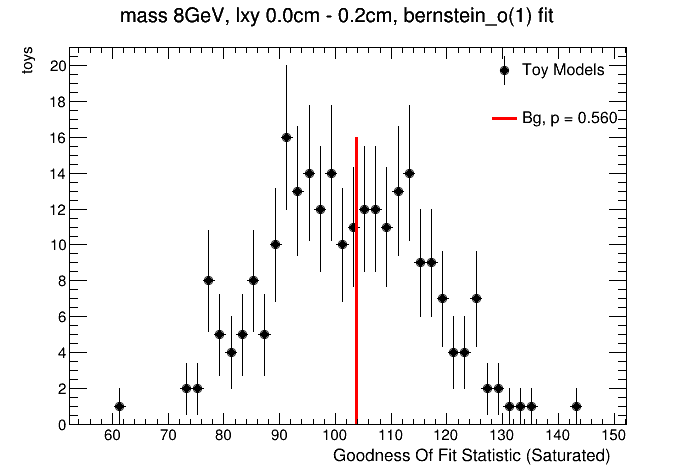 mass 8GeV, lxy 0.0cm - 0.2cm, bernstein_o(1) fit
toys
20
18
16
14
12
10
8
6
4
2
0
Toy Models
Bg, p = 0.560
60 70 80 90 100 110 120 130 140 150
Goodness Of Fit Statistic (Saturated)